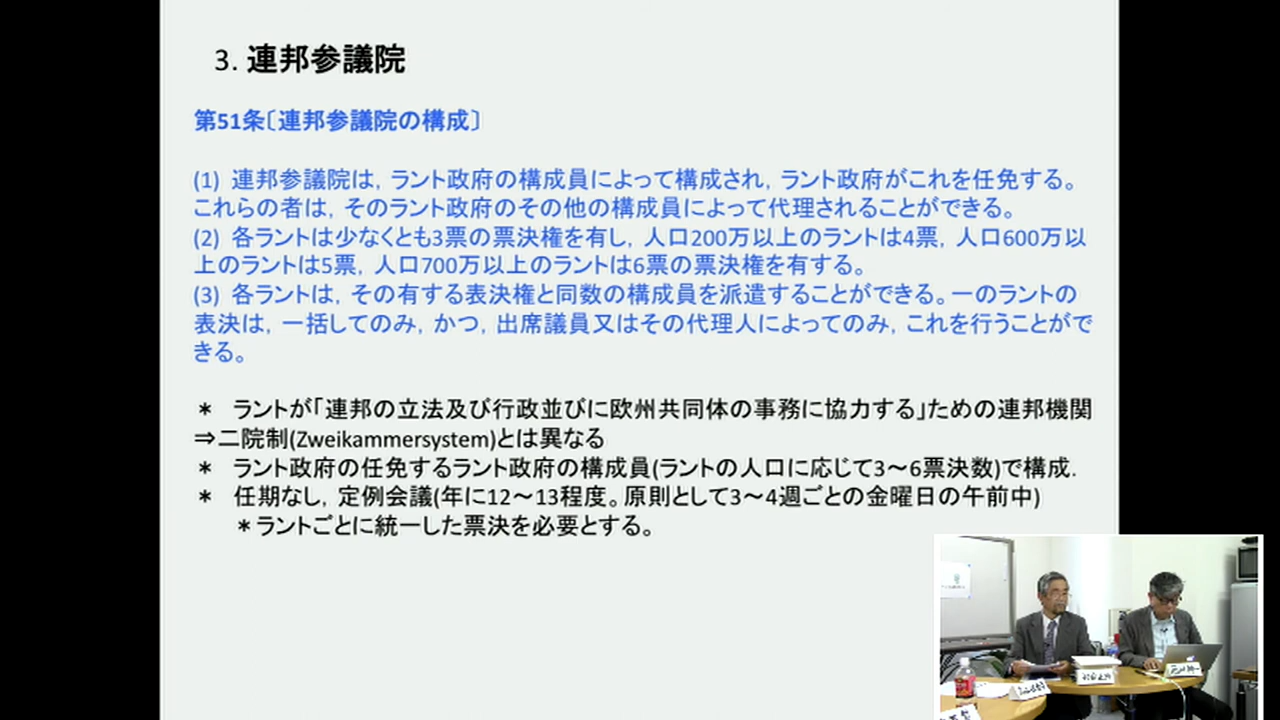 3. 連邦参議院
第51条〔連邦参議院の構成〕
(1) 連邦参議院は, ラント政府の構成員によって構成され, ラント政府がこれを任免する。
これらの者は, そのラント政府のその他の構成員によって代理されることができる。
(2) 各ラントは少なくとも3票の票決権を有し, 人口200万以上のラントは4票, 人口600万以
上のラントは5票, 人口700万以上のラントは6票の票決権を有する。
(3) 各ラントは, その有する表決権と同数の構成員を派遣することができる。一のラントの
表決は, 一括してのみ, かつ, 出席議員又はその代理人によってのみ, これを行うことがで
きる。
* ラントが「連邦の立法及び行政並びに欧州共同体の事務に協力する」ための連邦機関
⇒二院制(Zweikammersystem)とは異なる
* ラント政府の任免するラント政府の構成員(ラントの人口に応じて3～6票決数)で構成.
* 任期なし, 定例会議(年に12～13程度。原則として3～4週ごとの金曜日の午前中)
*ラントごとに統一した票決を必要とする。